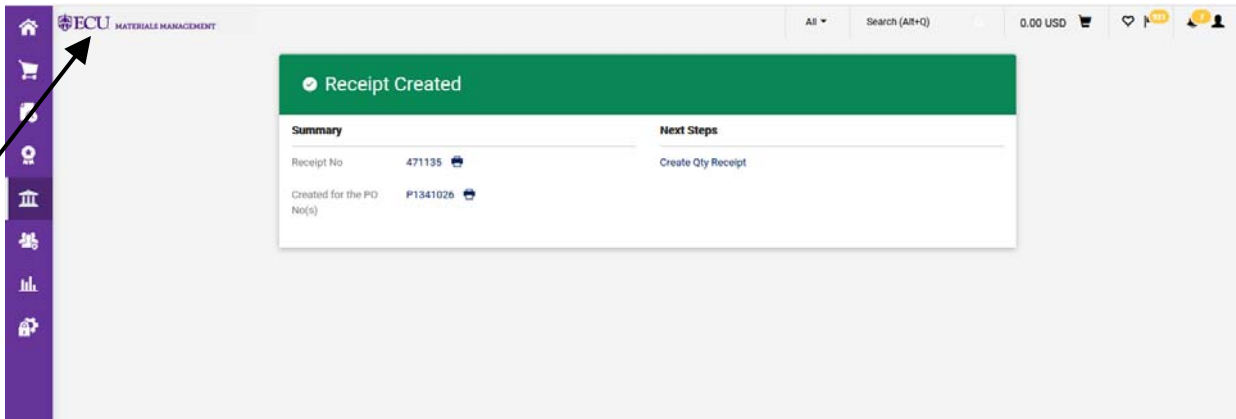 ECU MATERIALS MANAGEMENT
All
Search (Alt+Q)
0.00 USD
Receipt Created
Summary
Next Steps
Receipt No
471135
Create Qty Receipt
Created for the PO
No(s)
P1341026